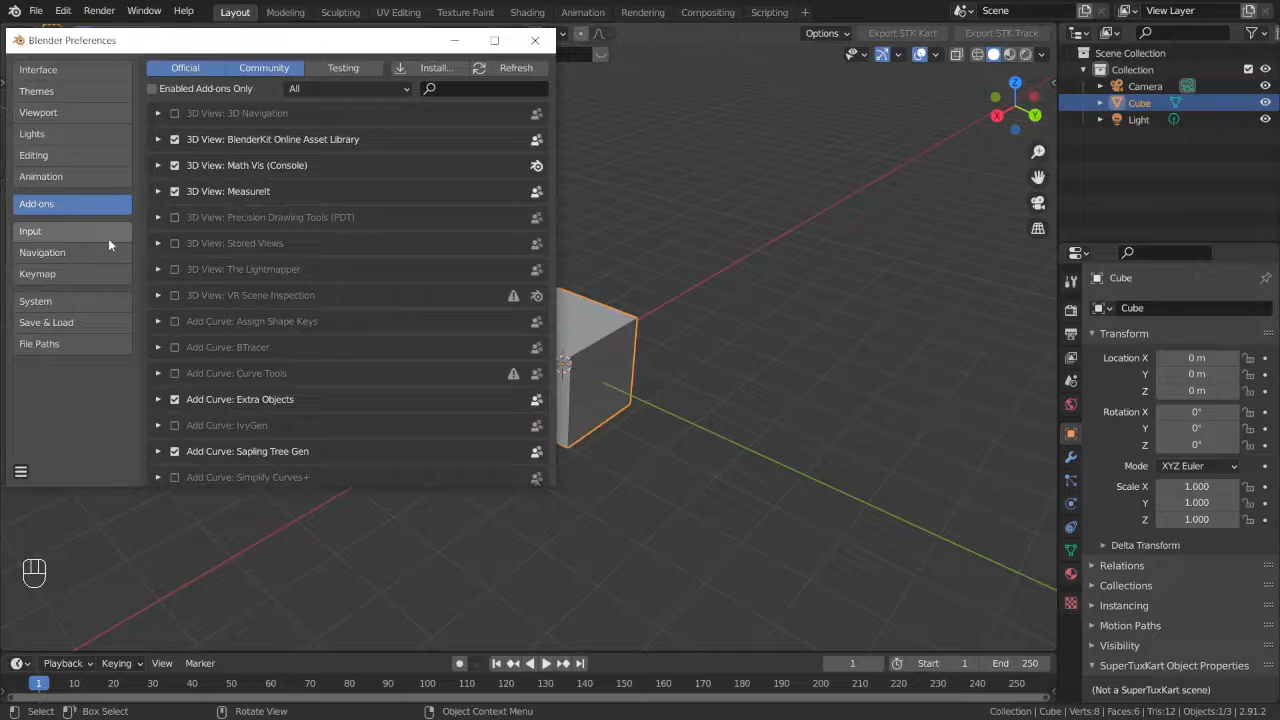 File Edit Render Window Help Layout Modeling Sculpting UV Editing Texture Paint Shading Animation Rendering Compositing Scripting + Scene View Layer
Blender Preferences
Options Export STK Kart Export STK Track
Interface
Themes
Viewport
Lights
Editing
Animation
Add-ons
Input
Navigation
Keymap
System
Save & Load
File Paths
Official Community Testing Install... Refresh
Enabled Add-ons Only All
3D View: 3D Navigation
3D View: BlenderKit Online Asset Library
3D View: Math Vis (Console)
3D View: MeasureIt
3D View: Precision Drawing Tools (PDT)
3D View: Stored Views
3D View: The Lightmapper
3D View: VR Scene Inspection
Add Curve: Assign Shape Keys
Add Curve: BTracer
Add Curve: Curve Tools
Add Curve: Extra Objects
Add Curve: IvyGen
Add Curve: Sapling Tree Gen
Add Curve: Simplify Curves+
Z
X Y
Scene Collection
Collection
Camera
Cube
Light
Cube
Cube
Transform
Location X 0 m
Y 0 m
Z 0 m
Rotation X 0°
Y 0°
Z 0°
Mode XYZ Euler
Scale X 1.000
Y 1.000
Z 1.000
Delta Transform
Relations
Collections
Instancing
Motion Paths
Visibility
SuperTuxKart Object Properties
(Not a SuperTuxKart scene)
Playback Keying View Marker 1 Start 1 End 250
1 10 20 30 40 50 60 70 80 90 100 110 120 130 140 150 160 170 180 190 200 210 220 230 240 250
Select Box Select Rotate View Object Context Menu Collection | Cube | Verts:8 | Faces:6 | Tris:12 | Objects:1/3 | 2.91.2